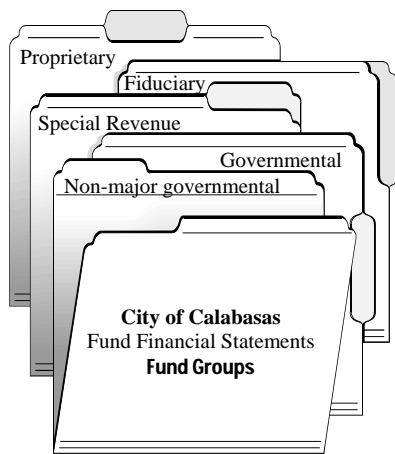 Proprietary
Fiduciary
Special Revenue
Governmental
Non-major governmental
City of Calabasas
Fund Financial Statements
Fund Groups